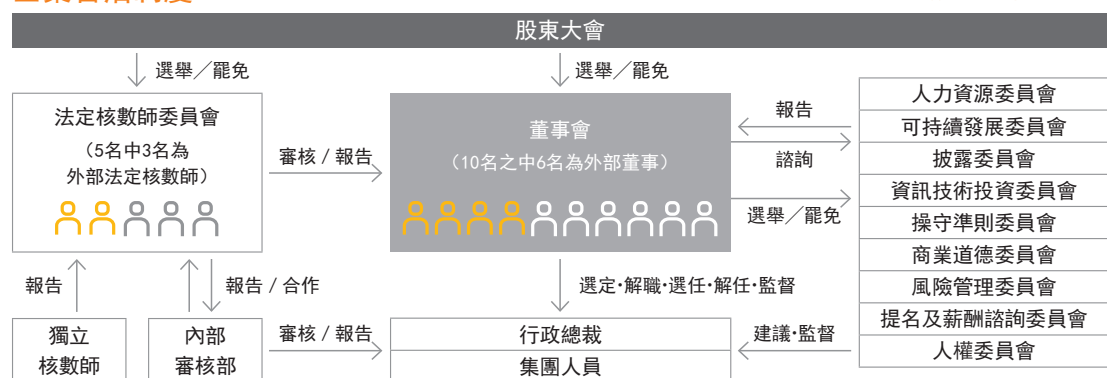 股東大會
選舉／罷免
選舉／罷免
法定核數師委員會
（5名中3名為
外部法定核數師）
審核 / 報告
董事會
（10名之中6名為外部董事）
報告
諮詢
選舉／罷免
人力資源委員會
可持續發展委員會
披露委員會
資訊技術投資委員會
操守準則委員會
商業道德委員會
風險管理委員會
提名及薪酬諮詢委員會
人權委員會
報告
報告 / 合作
選定･解職･選任･解任･監督
獨立
核數師
內部
審核部
審核 / 報告
行政總裁
集團人員
建議･監督